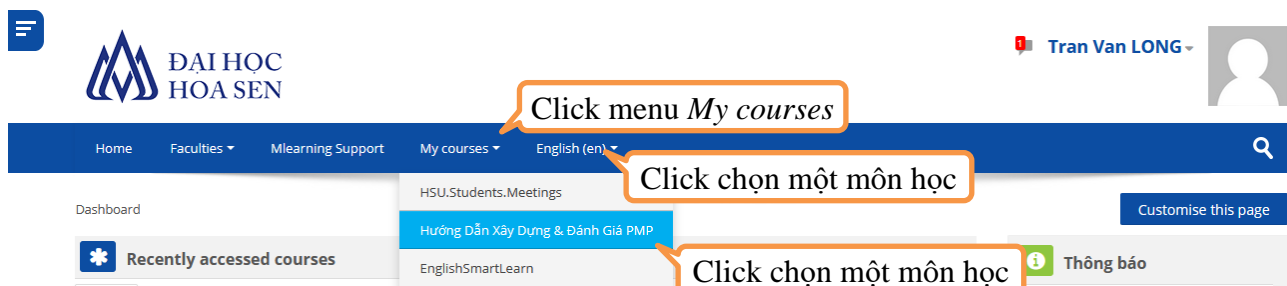 1
Tran Van LONG
ĐẠI HỌC
HOA SEN
Click menu My courses
Home Faculties Mlearning Support My courses English (en)
Click chọn một môn học
HSU.Students.Meetings
Dashboard
Customise this page
Hướng Dẫn Xây Dựng & Đánh Giá PMP
Recently accessed courses
EnglishSmartLearn
Click chọn một môn học
Thông báo